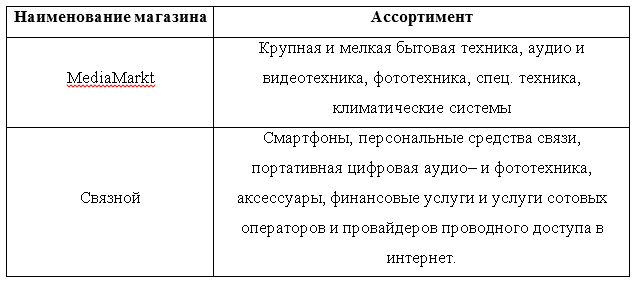 Наименование магазина Ассортимент
MediaMarkt
Крупная и мелкая бытовая техника, аудио и
видеотехника, фототехника, спец. техника,
климатические системы
Связной
Смартфоны, персональные средства связи,
портативная цифровая аудио– и фототехника,
аксессуары, финансовые услуги и услуги сотовых
операторов и провайдеров проводного доступа в
интернет.